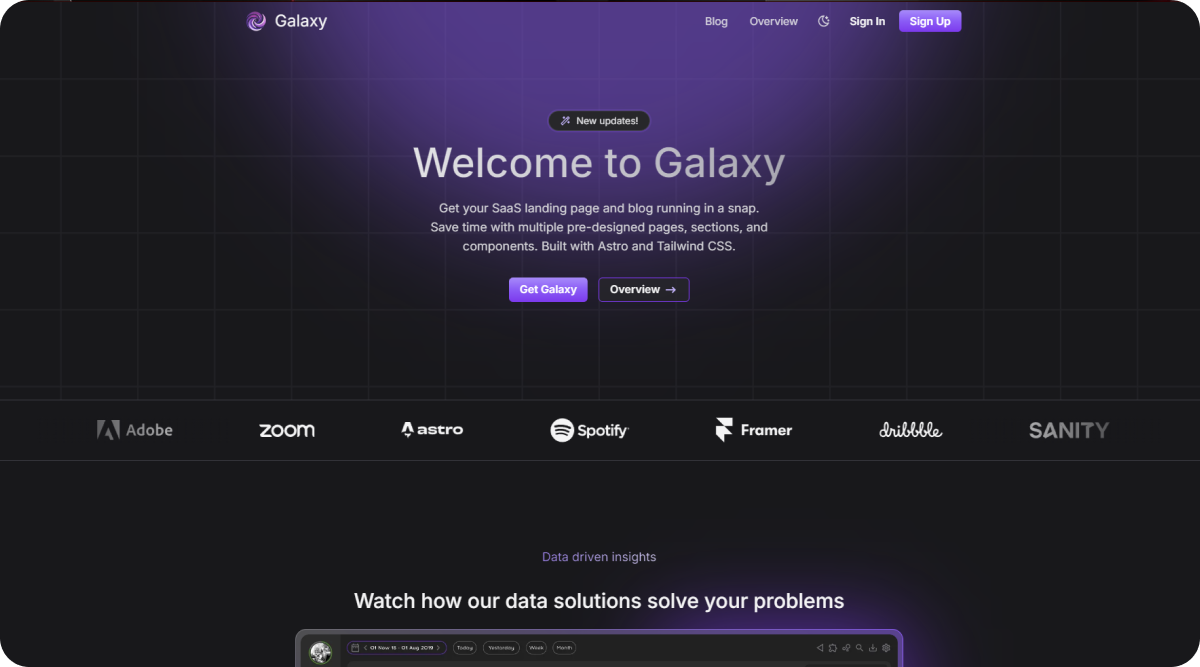 Galaxy
Blog Overview Sign In Sign Up
New updates!
Welcome to Galaxy
Get your SaaS landing page and blog running in a snap.
Save time with multiple pre-designed pages, sections, and
components. Built with Astro and Tailwind CSS.
Get Galaxy Overview →
Adobe zoom astro Spotify Framer dribbble SANITY
Data driven insights
Watch how our data solutions solve your problems
01 Nov 18 - 01 Aug 2019 Today Yesterday Week Month